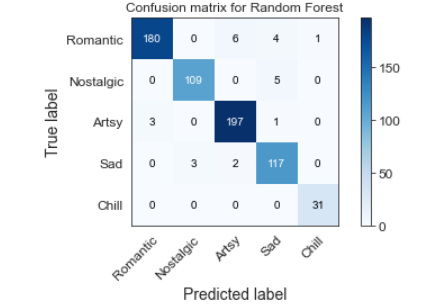 Confusion matrix for Random Forest
Romantic 180 0 6 4 1
Nostalgic 0 109 0 5 0
Artsy 3 0 197 1 0
Sad 0 3 2 117 0
Chill 0 0 0 0 31
True label
150
100
50
0
Romantic Nostalgic Artsy Sad Chill
Predicted label